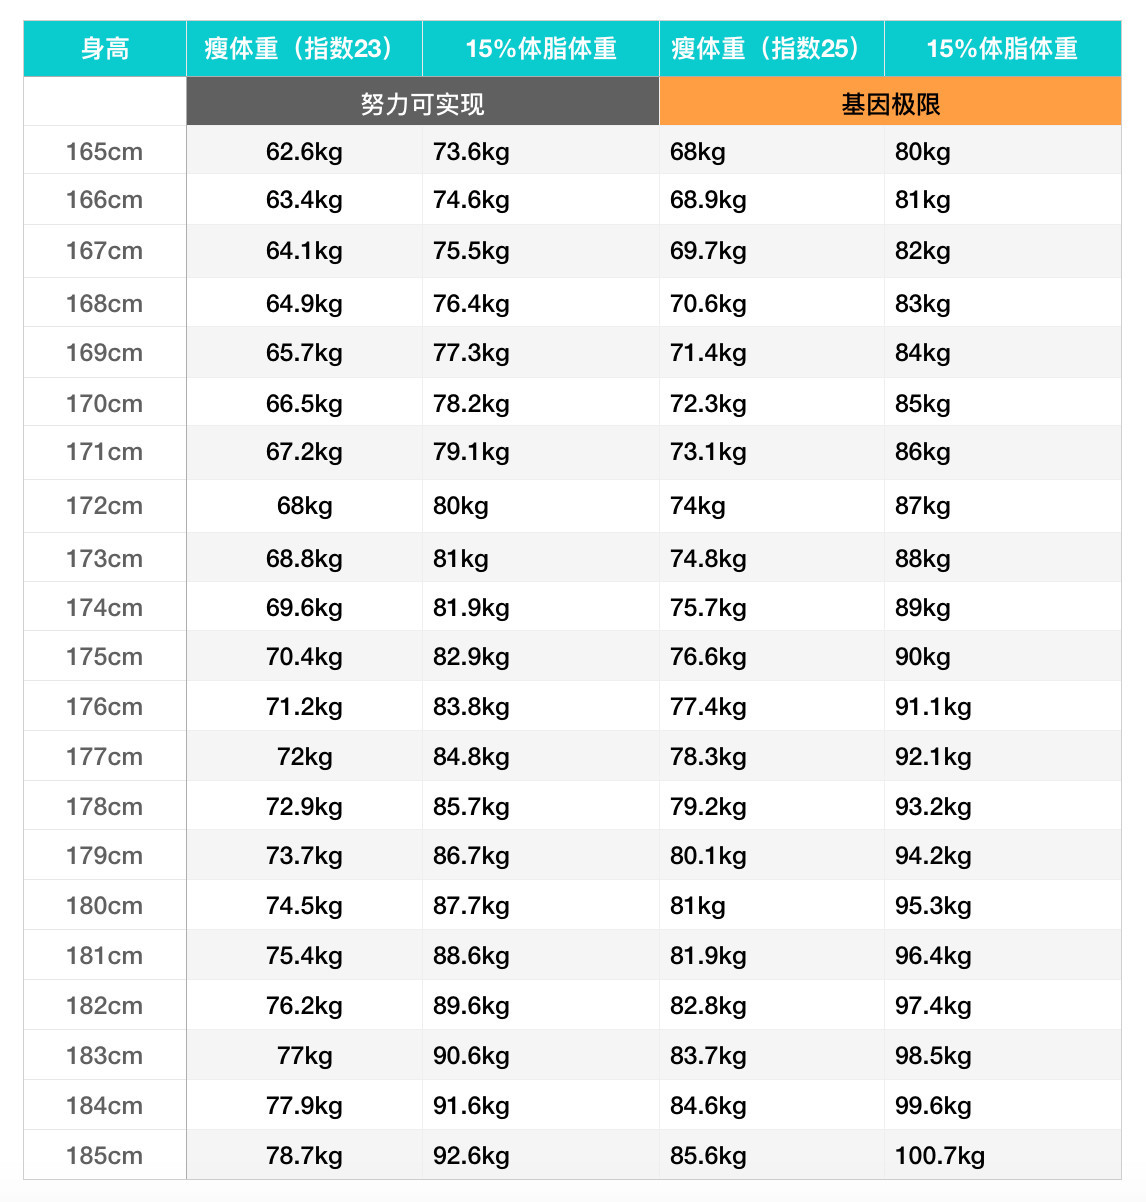 身高 瘦体重（指数23） 15%体脂体重 瘦体重（指数25） 15%体脂体重
努力可实现 基因极限
165cm 62.6kg 73.6kg 68kg 80kg
166cm 63.4kg 74.6kg 68.9kg 81kg
167cm 64.1kg 75.5kg 69.7kg 82kg
168cm 64.9kg 76.4kg 70.6kg 83kg
169cm 65.7kg 77.3kg 71.4kg 84kg
170cm 66.5kg 78.2kg 72.3kg 85kg
171cm 67.2kg 79.1kg 73.1kg 86kg
172cm 68kg 80kg 74kg 87kg
173cm 68.8kg 81kg 74.8kg 88kg
174cm 69.6kg 81.9kg 75.7kg 89kg
175cm 70.4kg 82.9kg 76.6kg 90kg
176cm 71.2kg 83.8kg 77.4kg 91.1kg
177cm 72kg 84.8kg 78.3kg 92.1kg
178cm 72.9kg 85.7kg 79.2kg 93.2kg
179cm 73.7kg 86.7kg 80.1kg 94.2kg
180cm 74.5kg 87.7kg 81kg 95.3kg
181cm 75.4kg 88.6kg 81.9kg 96.4kg
182cm 76.2kg 89.6kg 82.8kg 97.4kg
183cm 77kg 90.6kg 83.7kg 98.5kg
184cm 77.9kg 91.6kg 84.6kg 99.6kg
185cm 78.7kg 92.6kg 85.6kg 100.7kg